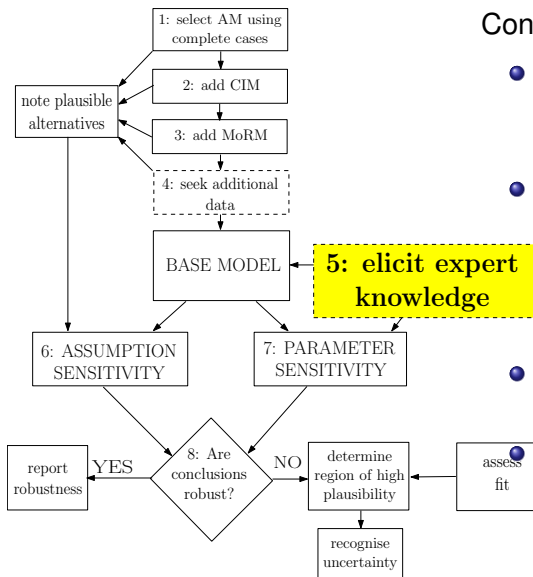 1: select AM using
complete cases
Con
2: add CIM
note plausible
alternatives
3: add MoRM
4: seek additional
data
BASE MODEL
5: elicit expert
knowledge
6: ASSUMPTION
SENSITIVITY
7: PARAMETER
SENSITIVITY
8: Are
conclusions
robust?
YES
NO
report
robustness
determine
region of high
plausibility
assess
fit
recognise
uncertainty